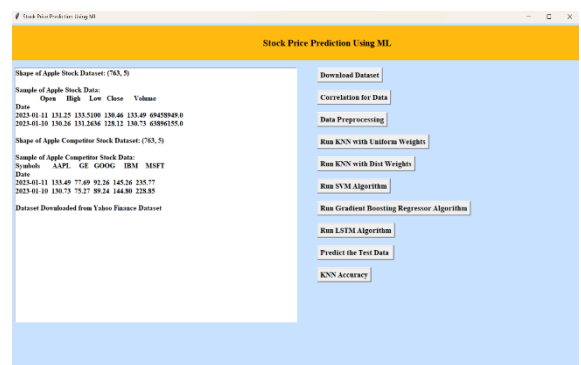 Stock Price Prediction Using ML
Stock Price Prediction Using ML
Shape of Apple Stock Dataset: (763, 5)
Sample of Apple Stock Data:
Open High Low Close Volume
Date
2023-01-11 131.25 133.5100 130.46 133.49 69458949.0
2023-01-10 130.26 131.2636 128.12 130.73 63896155.0
Shape of Apple Competitor Stock Dataset: (763, 5)
Sample of Apple Competitor Stock Data:
Symbols AAPL GE GOOG IBM MSFT
Date
2023-01-11 133.49 77.69 92.26 145.26 235.77
2023-01-10 130.73 75.27 89.24 144.80 228.85
Dataset Downloaded from Yahoo Finance Dataset
Download Dataset
Correlation for Data
Data Preprocessing
Run KNN with Uniform Weights
Run KNN with Dist Weights
Run SVM Algorithm
Run Gradient Boosting Regressor Algorithm
Run LSTM Algorithm
Predict the Test Data
KNN Accuracy